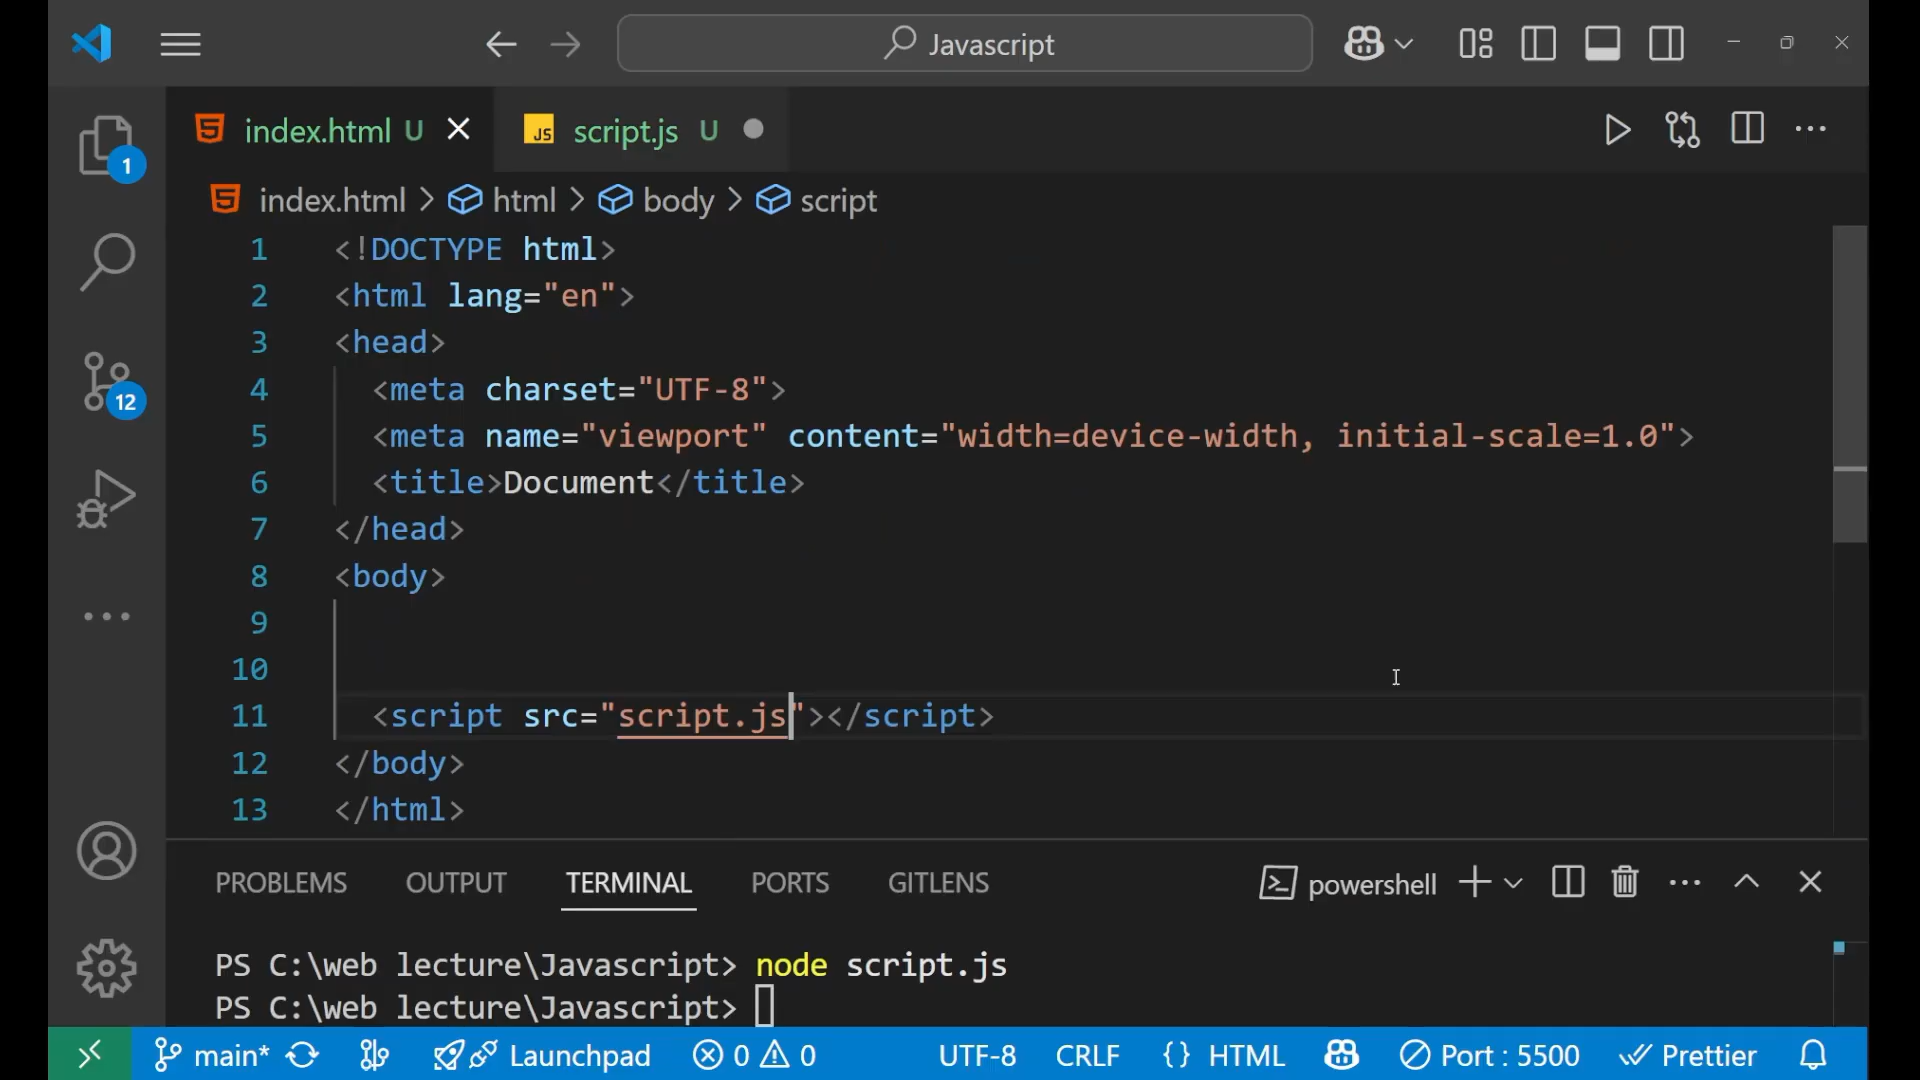 Javascript
index.html U
JS script.js U
1
index.html > html > body > script
1 <!DOCTYPE html>
2 <html lang="en">
3 <head>
4 <meta charset="UTF-8">
5 <meta name="viewport" content="width=device-width, initial-scale=1.0">
6 <title>Document</title>
7 </head>
8 <body>
9
10
11 <script src="script.js"></script>
12 </body>
13 </html>
12
PROBLEMS OUTPUT TERMINAL PORTS GITLENS powershell
PS C:\web lecture\Javascript> node script.js
PS C:\web lecture\Javascript>
main* Launchpad 0 0 UTF-8 CRLF {} HTML Port : 5500 Prettier